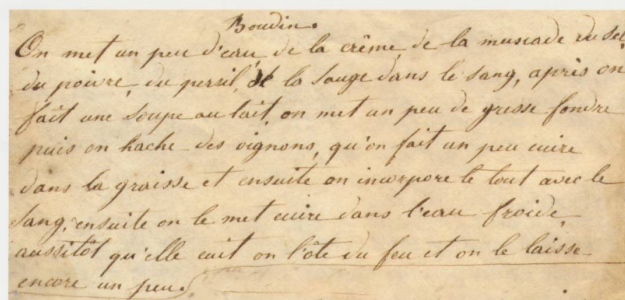 Boudin.
On met un peu d'eau, de la crême, de la muscade du sel
du poivre, du persil, de la sauge dans le sang, après on
fait une soupe au lait, on met un peu de gresse fondre
puis on hache des oignons, qu'on fait un peu cuire
dans la graisse et ensuite on incorpore le tout avec le
sang, ensuite on le met cuire dans l'eau froide,
aussitôt qu'elle cuit on l'ôte du feu et on le laisse
encore un peu.